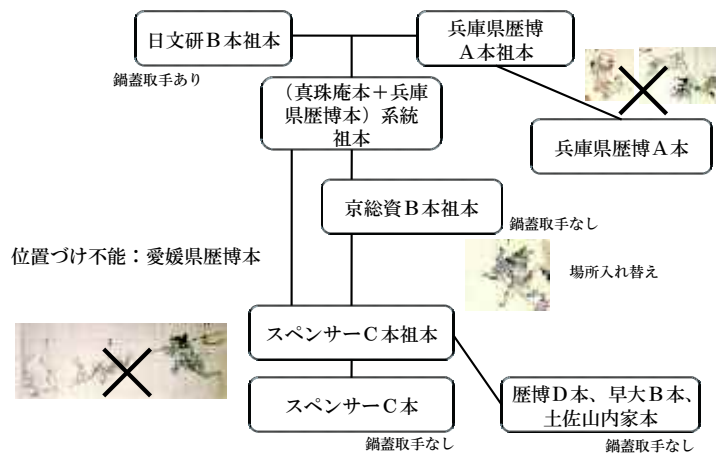 日文研Ｂ本祖本
兵庫県歴博
Ａ本祖本
鍋蓋取手あり
（真珠庵本＋兵庫
県歴博本）系統
祖本
兵庫県歴博Ａ本
京総資Ｂ本祖本
鍋蓋取手なし
位置づけ不能：愛媛県歴博本
場所入れ替え
スペンサーＣ本祖本
スペンサーＣ本
歴博Ｄ本、早大Ｂ本、
土佐山内家本
鍋蓋取手なし
鍋蓋取手なし